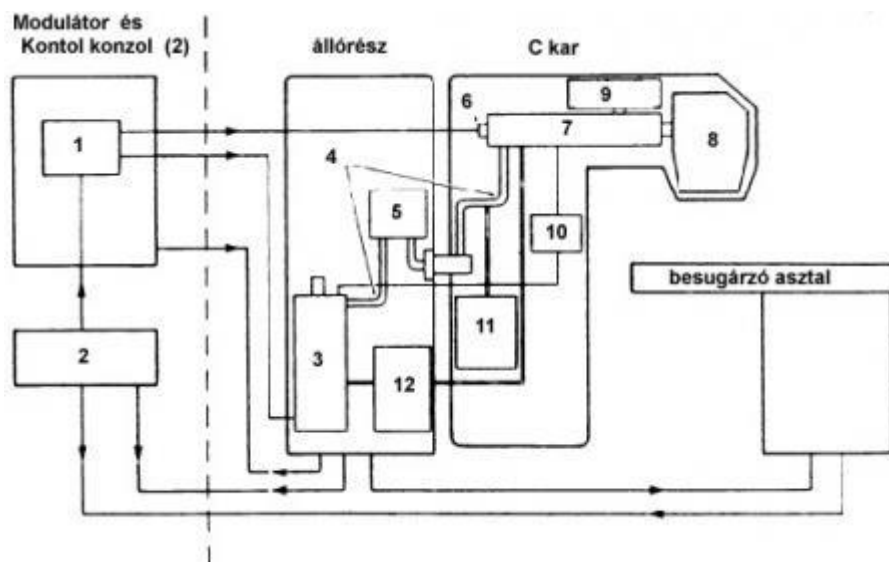 Modulátor és
Kontol konzol (2)
állórész
C kar
1
2
3
4
5
6
7
8
9
10
11
12
besugárzó asztal